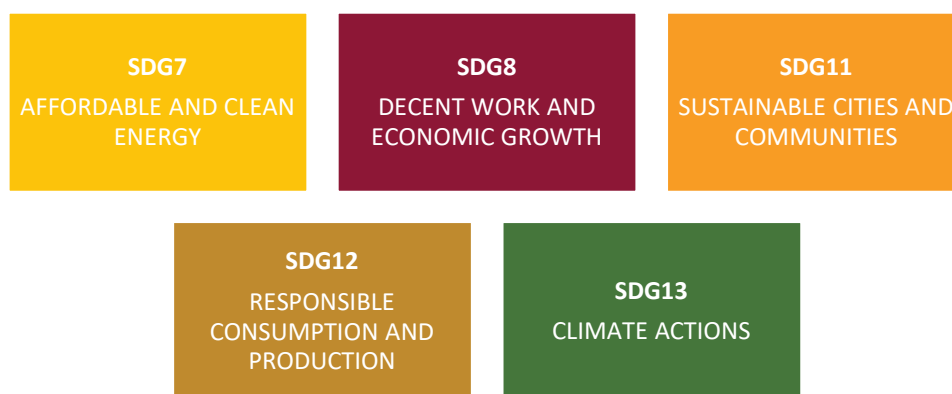 SDG7
AFFORDABLE AND CLEAN
ENERGY
SDG8
DECENT WORK AND
ECONOMIC GROWTH
SDG11
SUSTAINABLE CITIES AND
COMMUNITIES
SDG12
RESPONSIBLE
CONSUMPTION AND
PRODUCTION
SDG13
CLIMATE ACTIONS